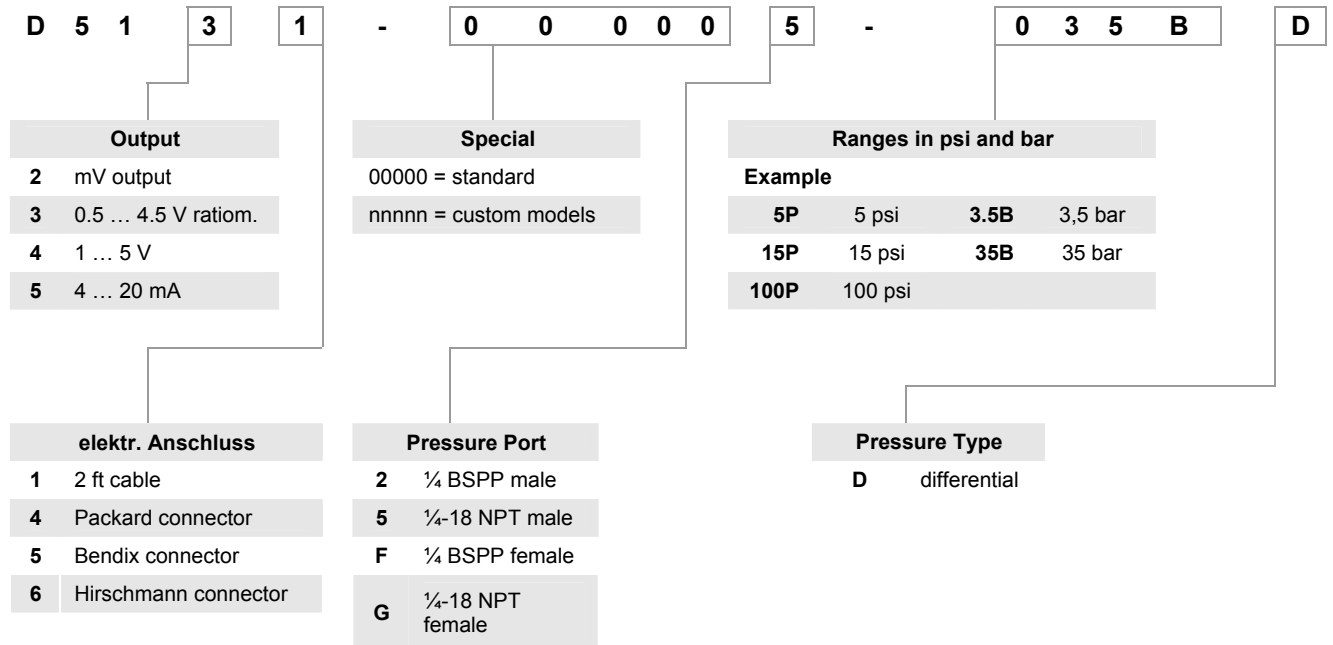 D 5 1 3 1 - 0 0 0 0 0 5 - 0 3 5 B D
Output
2 mV output
3 0.5 … 4.5 V ratiom.
4 1 … 5 V
5 4 … 20 mA
Special
00000 = standard
nnnnn = custom models
Ranges in psi and bar
Example
5P 5 psi 3.5B 3,5 bar
15P 15 psi 35B 35 bar
100P 100 psi
elektr. Anschluss
1 2 ft cable
4 Packard connector
5 Bendix connector
6 Hirschmann connector
Pressure Port
2 ¼ BSPP male
5 ¼-18 NPT male
F ¼ BSPP female
G ¼-18 NPT
female
Pressure Type
D differential